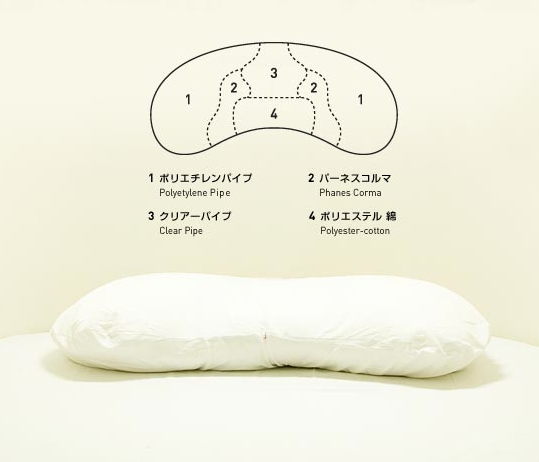 3
2 2
1 1
4
1 ポリエチレンパイプ 2 パーネスコルマ
Polyetylene Pipe Phanes Corma
3 クリアーパイプ 4 ポリエステル 綿
Clear Pipe Polyester-cotton